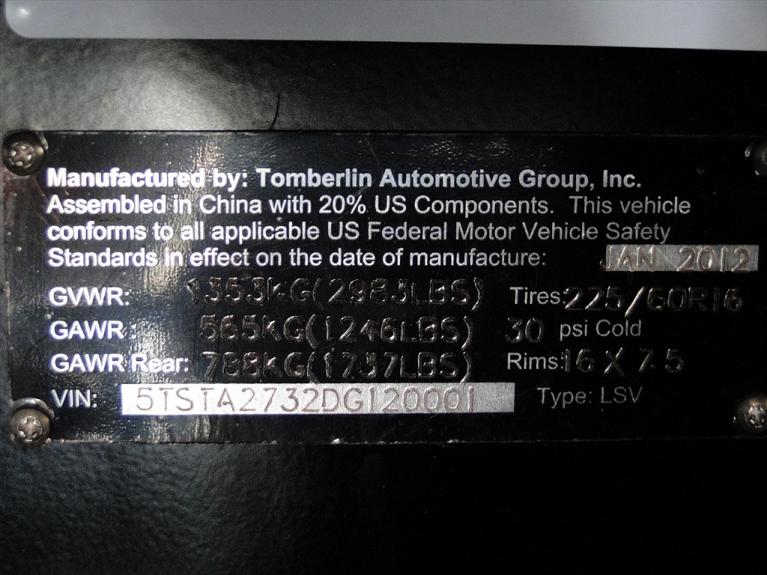 Manufactured by: Tomberlin Automotive Group, Inc.
Assembled in China with 20% US Components. This vehicle
conforms to all applicable US Federal Motor Vehicle Safety
Standards in effect on the date of manufacture: JAN 2012
GVWR: 1353KG(2983LBS) Tires:225/60R16
GAWR: 565KG(1246LBS) 30 psi Cold
GAWR Rear: 788KG(1737LBS) Rims:16 X 7.5
VIN: 5TSTA2732DG120001 Type: LSV